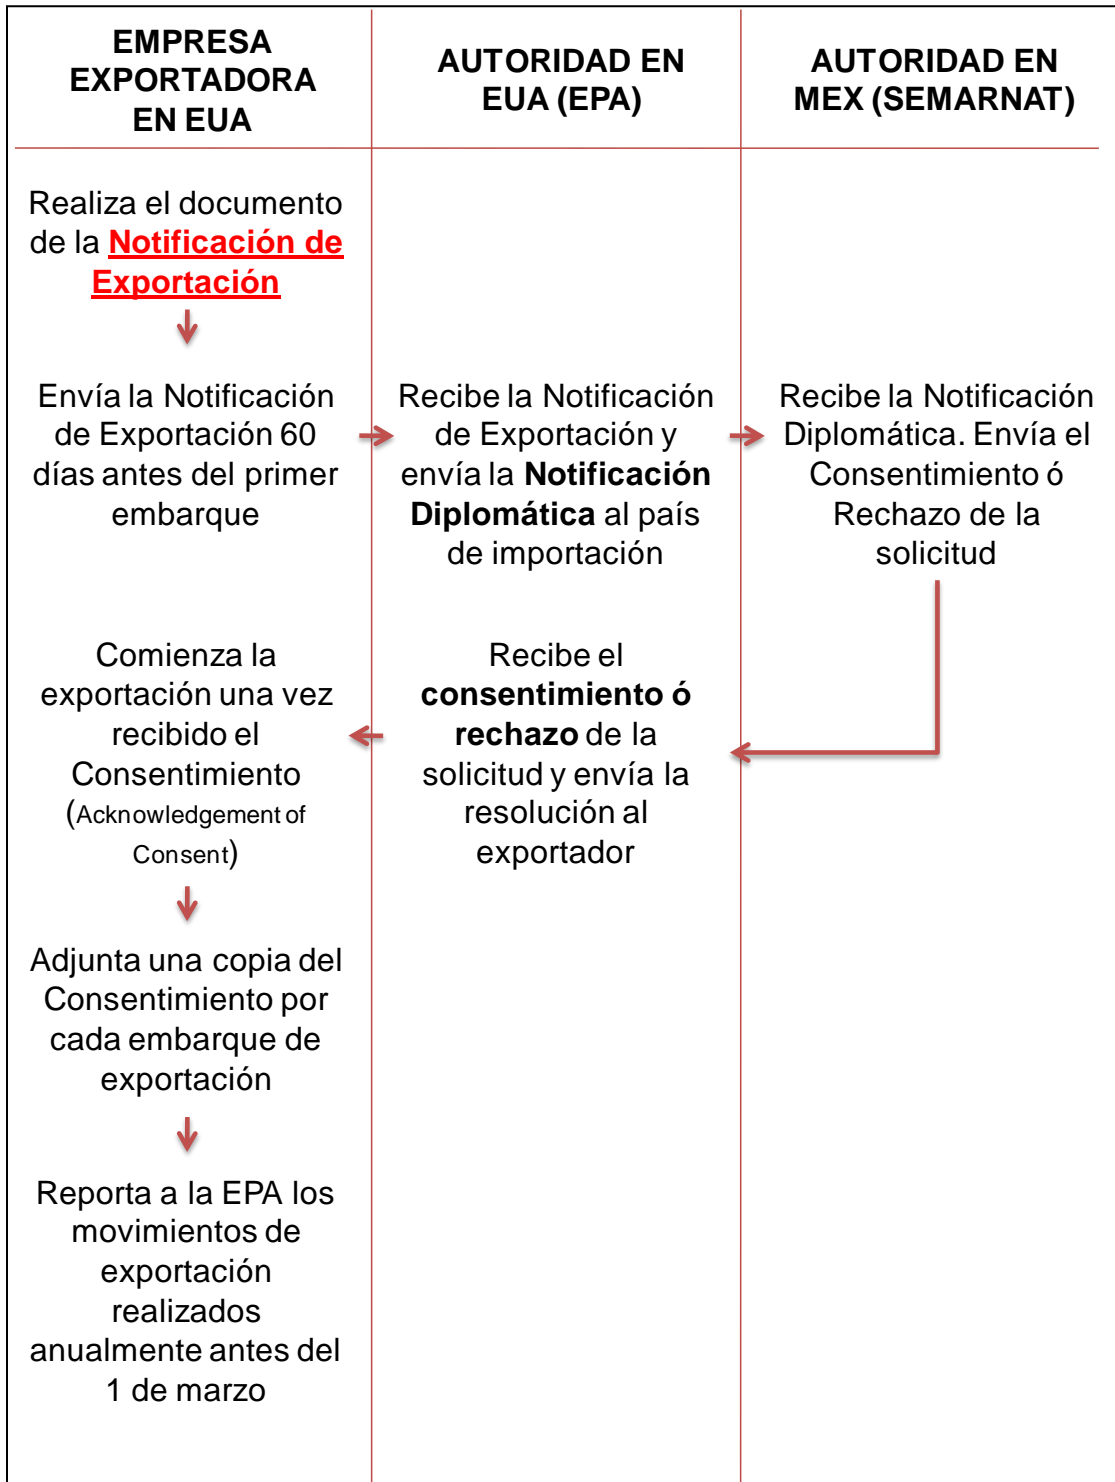 EMPRESA
EXPORTADORA
EN EUA
AUTORIDAD EN
EUA (EPA)
AUTORIDAD EN
MEX (SEMARNAT)
Realiza el documento
de la Notificación de
Exportación
Envía la Notificación
de Exportación 60
días antes del primer
embarque
Recibe la Notificación
de Exportación y
envía la Notificación
Diplomática al país
de importación
Recibe la Notificación
Diplomática. Envía el
Consentimiento ó
Rechazo de la
solicitud
Comienza la
exportación una vez
recibido el
Consentimiento
(Acknowledgement of
Consent)
Recibe el
consentimiento ó
rechazo de la
solicitud y envía la
resolución al
exportador
Adjunta una copia del
Consentimiento por
cada embarque de
exportación
Reporta a la EPA los
movimientos de
exportación
realizados
anualmente antes del
1 de marzo